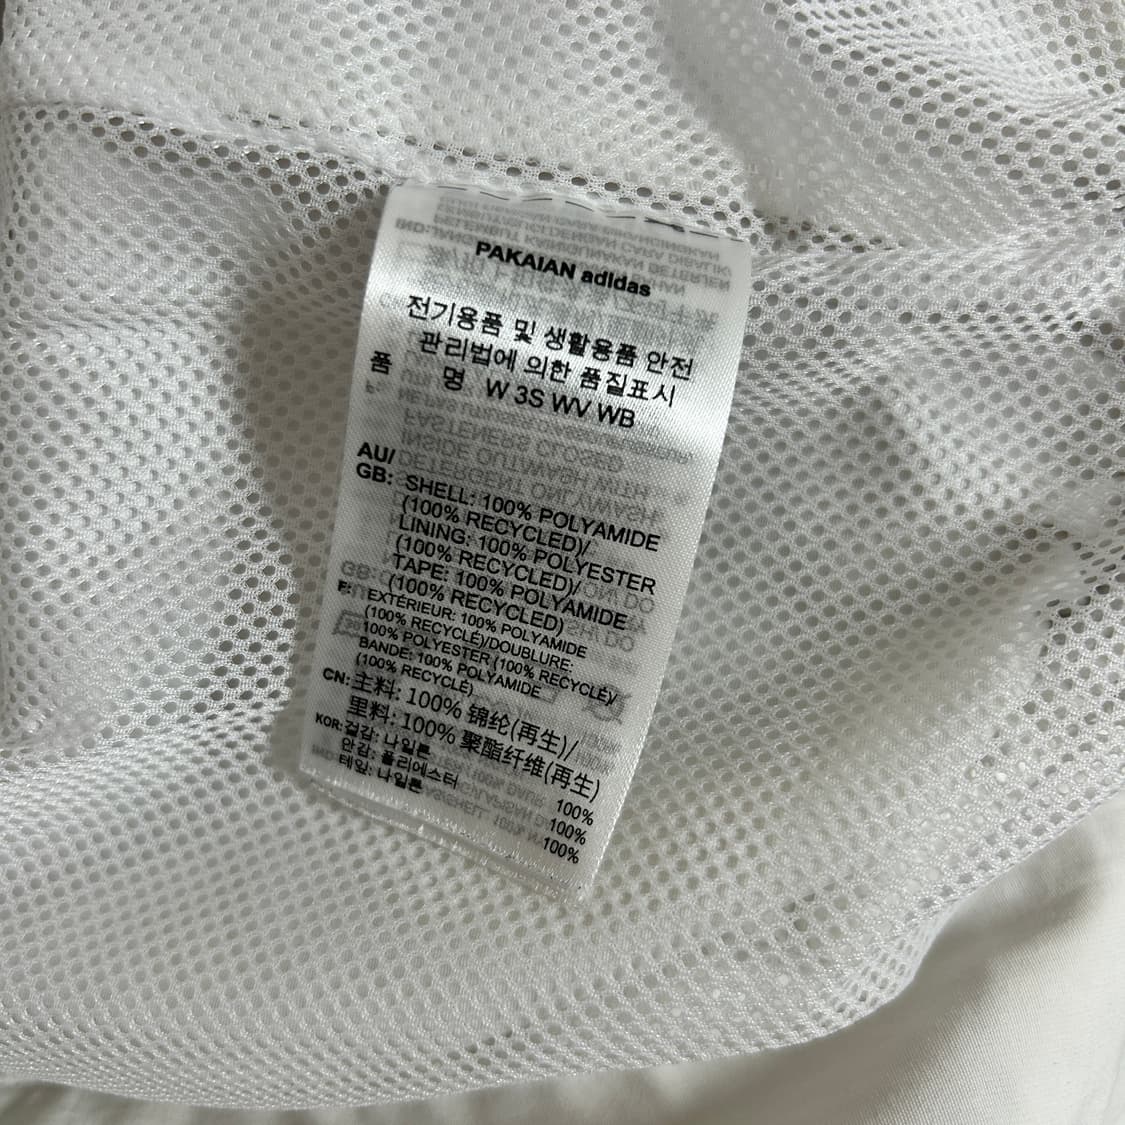 PAKAIAN adidas
전기용품 및 생활용품 안전
관리법에 의한 품질표시
품 명 W 3S WV WB
AU/
GB: SHELL: 100% POLYAMIDE
(100% RECYCLED)/
LINING: 100% POLYESTER
(100% RECYCLED)/
TAPE: 100% POLYAMIDE
(100% RECYCLED)
F: EXTÉRIEUR: 100% POLYAMIDE
(100% RECYCLÉ)/DOUBLURE:
100% POLYESTER (100% RECYCLÉ)/
BANDE: 100% POLYAMIDE
(100% RECYCLÉ)
CN: 主料: 100% 锦纶(再生)/
里料: 100% 聚酯纤维(再生)
KOR: 겉감: 나일론 100%
안감: 폴리에스터 100%
테잎: 나일론 100%